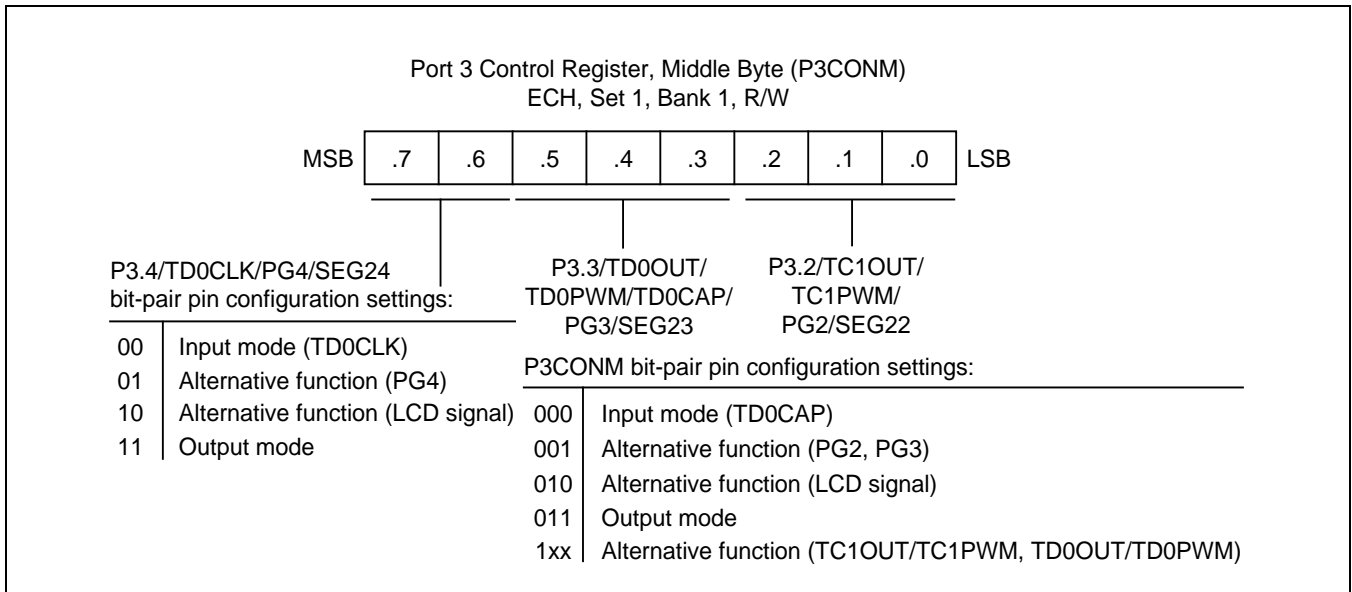 Port 3 Control Register, Middle Byte (P3CONM)
ECH, Set 1, Bank 1, R/W
MSB .7 .6 .5 .4 .3 .2 .1 .0 LSB
P3.4/TD0CLK/PG4/SEG24
bit-pair pin configuration settings:
00 Input mode (TD0CLK)
01 Alternative function (PG4)
10 Alternative function (LCD signal)
11 Output mode
P3.3/TD0OUT/
TD0PWM/TD0CAP/
PG3/SEG23
P3.2/TC1OUT/
TC1PWM/
PG2/SEG22
P3CONM bit-pair pin configuration settings:
000 Input mode (TD0CAP)
001 Alternative function (PG2, PG3)
010 Alternative function (LCD signal)
011 Output mode
1xx Alternative function (TC1OUT/TC1PWM, TD0OUT/TD0PWM)